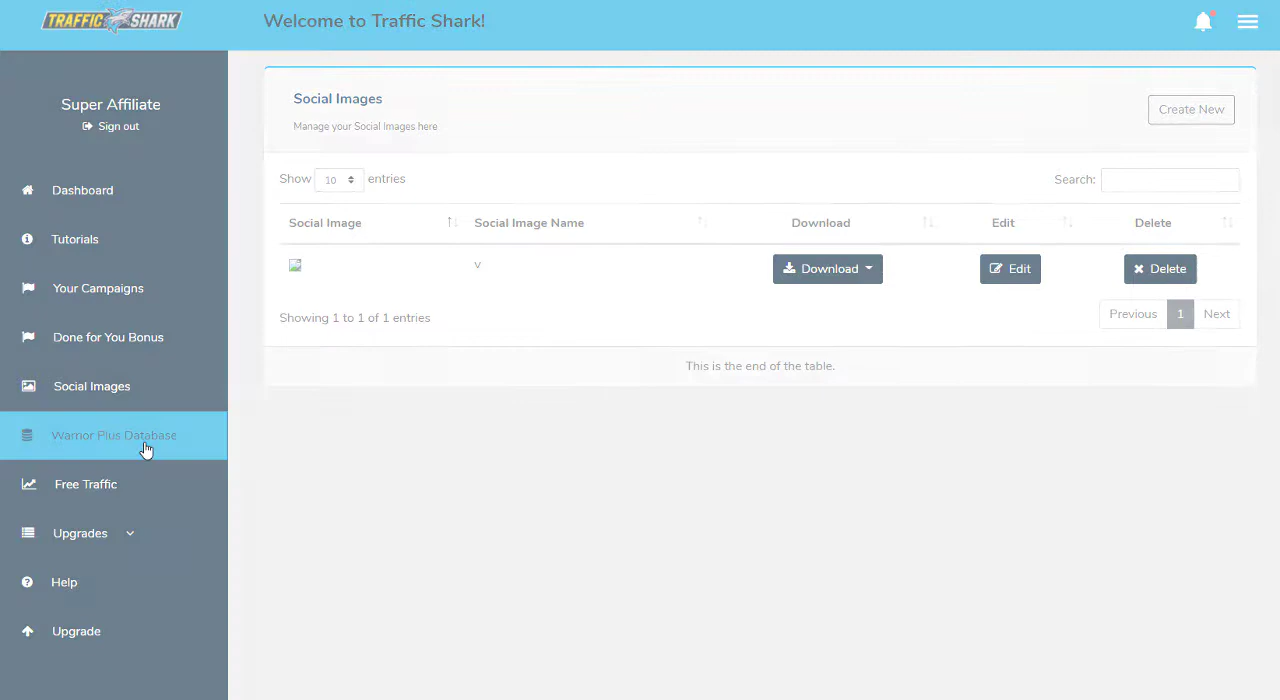 TRAFFIC SHARK
Welcome to Traffic Shark!
Super Affiliate
Sign out
Dashboard
Tutorials
Your Campaigns
Done for You Bonus
Social Images
Warrior Plus Database
Free Traffic
Upgrades
Help
Upgrade
Social Images
Manage your Social Images here
Create New
Show 10 entries
Search:
Social Image Social Image Name Download Edit Delete
v Download Edit Delete
Showing 1 to 1 of 1 entries
Previous 1 Next
This is the end of the table.